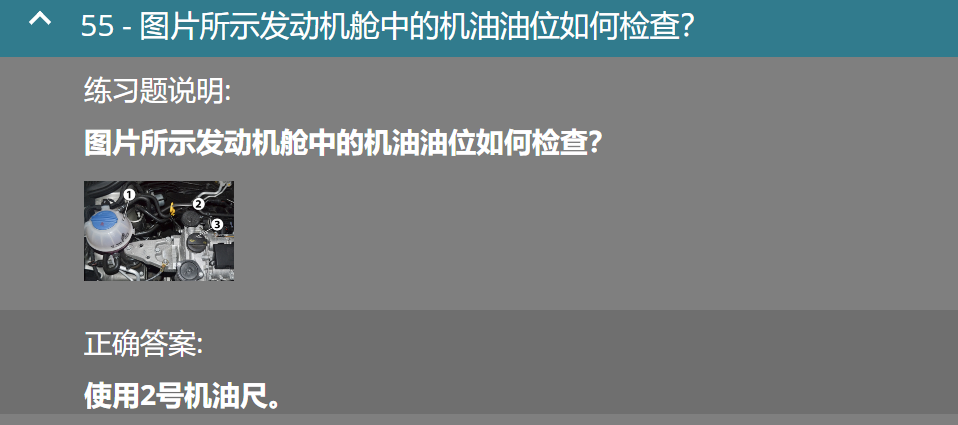 55 - 图片所示发动机舱中的机油油位如何检查？
练习题说明:
图片所示发动机舱中的机油油位如何检查？
1
2
3
正确答案:
使用2号机油尺。